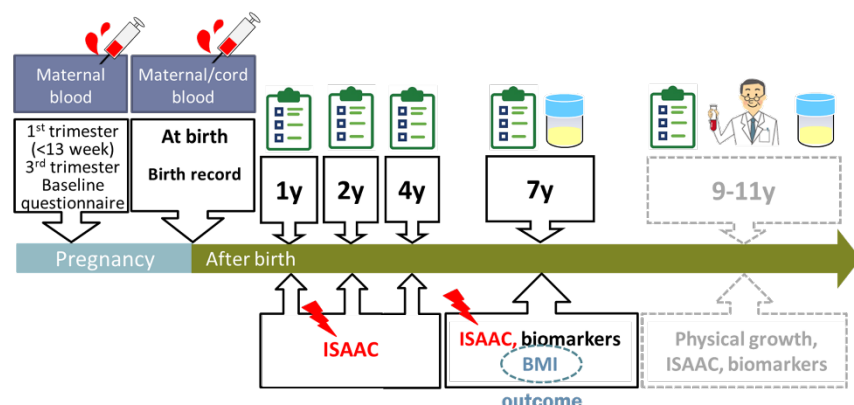 Maternal
blood
Maternal/cord
blood
1st trimester
(<13 week)
3rd trimester
Baseline
questionnaire
At birth
Birth record
1y
2y
4y
7y
9-11y
Pregnancy
After birth
ISAAC
ISAAC, biomarkers
BMI
outcome
Physical growth,
ISAAC, biomarkers